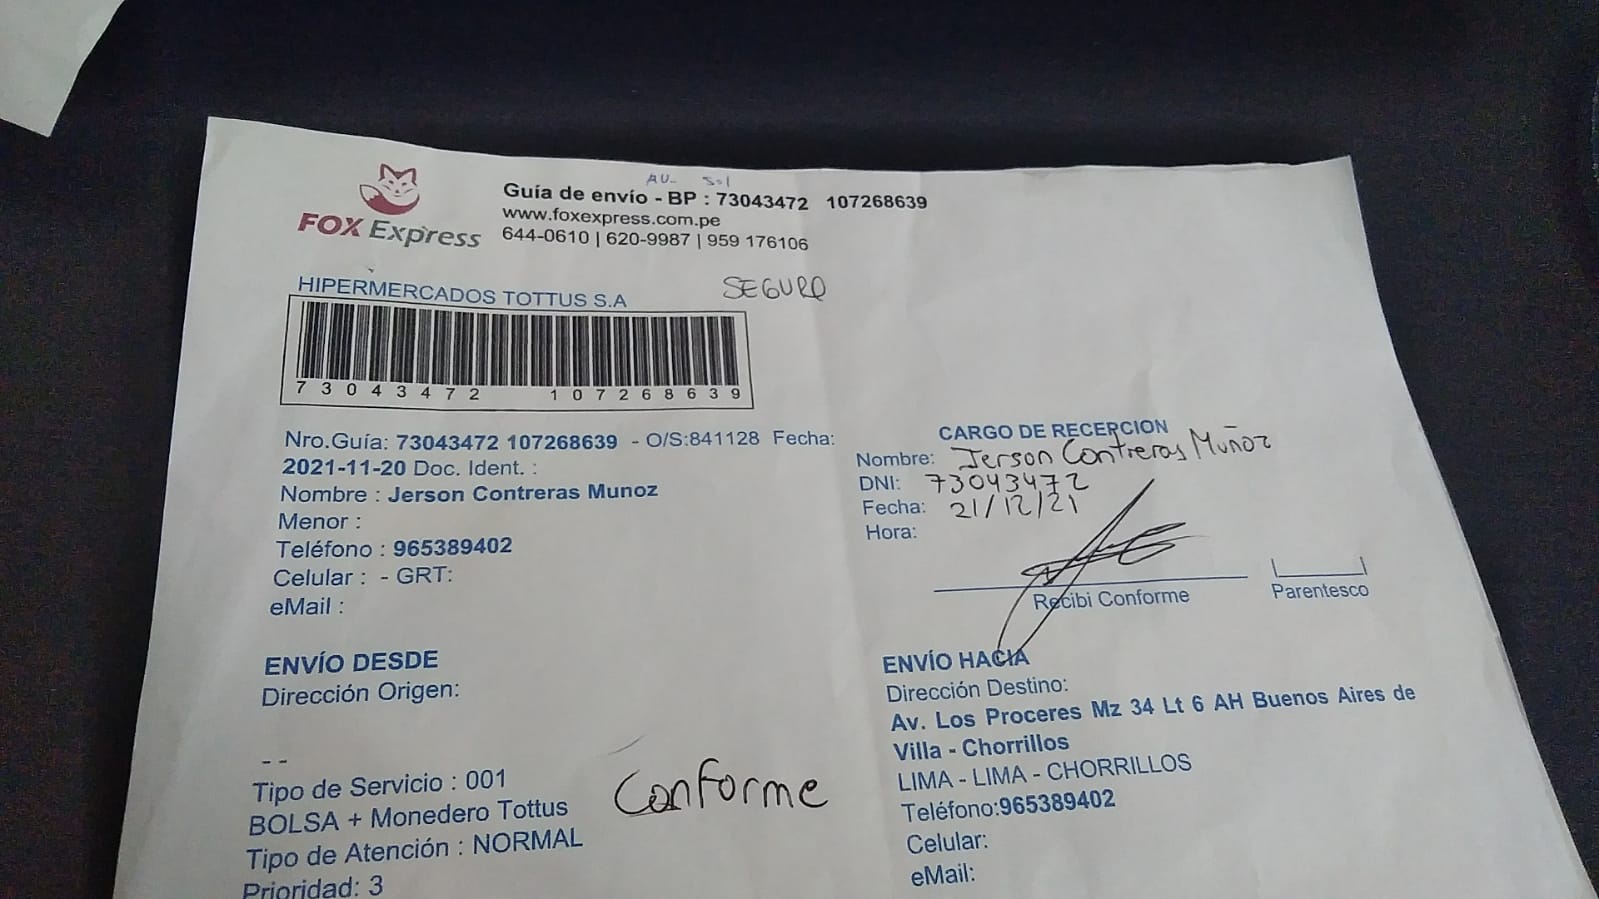 Av. Sol
Guía de envío - BP : 73043472 107268639
www.foxexpress.com.pe
644-0610 | 620-9987 | 959 176106
FOX Express
HIPERMERCADOS TOTTUS S.A
SEGURO
73043472 107268639
Nro.Guía: 73043472 107268639 - O/S:841128 Fecha:
2021-11-20 Doc. Ident. :
Nombre : Jerson Contreras Munoz
Menor :
Teléfono : 965389402
Celular : - GRT:
eMail :
CARGO DE RECEPCION
Nombre: Jerson Contreras Muñoz
DNI: 73043472
Fecha: 21/12/21
Hora:
Recibi Conforme
Parentesco
ENVÍO DESDE
Dirección Origen:
- -
Tipo de Servicio : 001
BOLSA + Monedero Tottus
Tipo de Atención : NORMAL
Prioridad: 3
Conforme
ENVÍO HACIA
Dirección Destino:
Av. Los Proceres Mz 34 Lt 6 AH Buenos Aires de
Villa - Chorrillos
LIMA - LIMA - CHORRILLOS
Teléfono:965389402
Celular:
eMail: